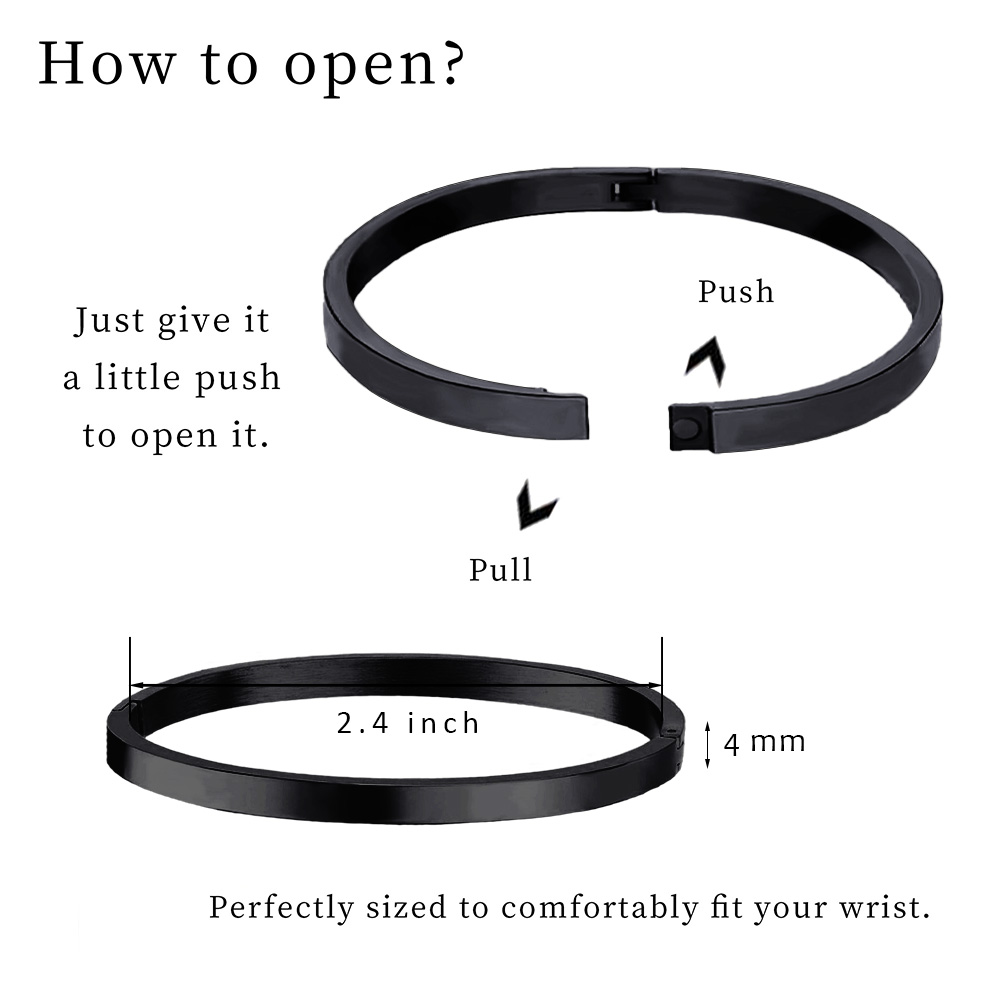 How to open?
Push
Just give it
a little push
to open it.
Pull
2.4 inch
4 mm
Perfectly sized to comfortably fit your wrist.